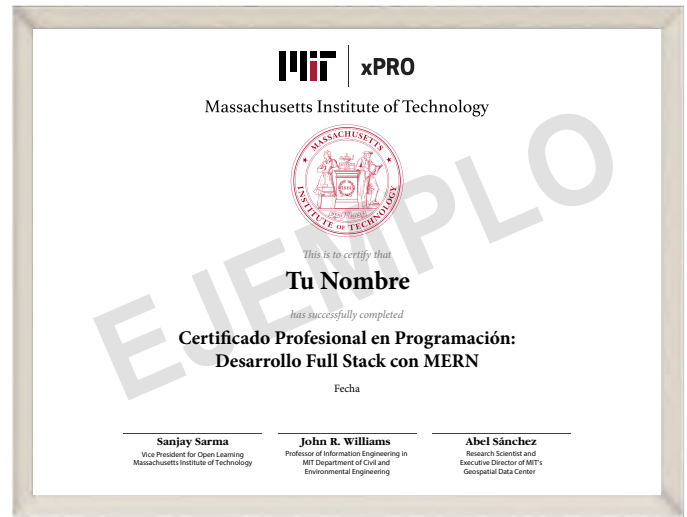 MIT xPRO
Massachusetts Institute of Technology
MASSACHUSETTS
INSTITUTE OF TECHNOLOGY
This is to certify that
Tu Nombre
has successfully completed
Certificado Profesional en Programación:
Desarrollo Full Stack con MERN
Fecha
EJEMPLO
Sanjay Sarma
Vice President for Open Learning
Massachusetts Institute of Technology
John R. Williams
Professor of Information Engineering in
MIT Department of Civil and
Environmental Engineering
Abel Sánchez
Research Scientist and
Executive Director of MIT's
Geospatial Data Center